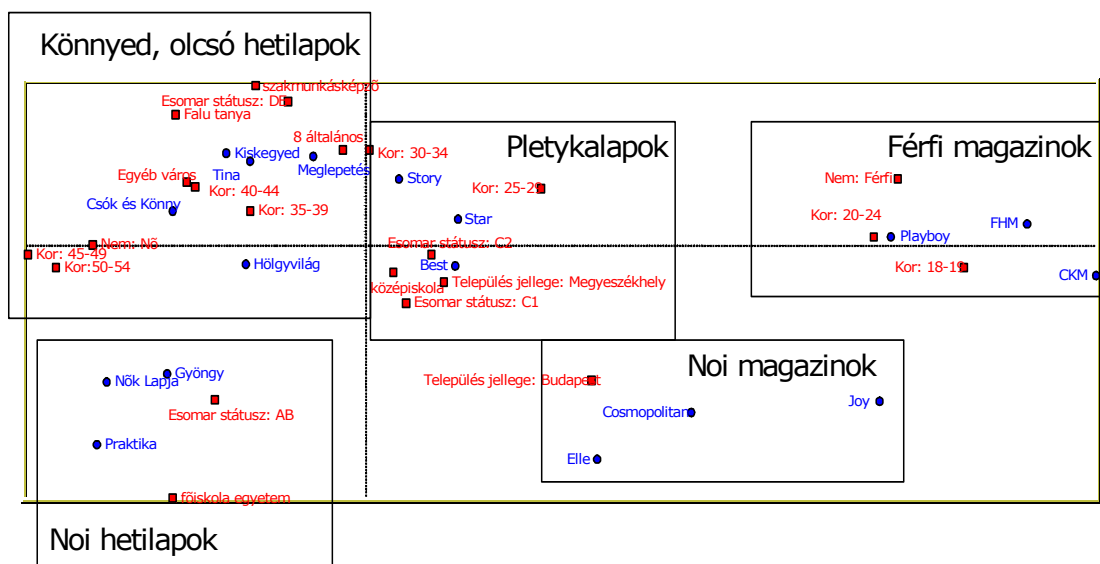 Könnyed, olcsó hetilapok
szakmunkásképzõ
Esomar státusz: DE
Falu tanya
8 általános
Kiskegyed
Tina
Meglepetés
Egyéb város
Kor: 40-44
Csók és Könny
Kor: 35-39
Nem: Nõ
Kor: 45-49
Kor:50-54
Hölgyvilág
Pletykalapok
Kor: 30-34
Story
Kor: 25-29
Star
Esomar státusz: C2
Best
középiskola
Település jellege: Megyeszékhely
Esomar státusz: C1
Férfi magazinok
Nem: Férfi
Kor: 20-24
Playboy
FHM
Kor: 18-19
CKM
Nõk Lapja
Gyöngy
Esomar státusz: AB
Praktika
fõiskola egyetem
Noi hetilapok
Noi magazinok
Település jellege: Budapest
Cosmopolitan
Joy
Elle